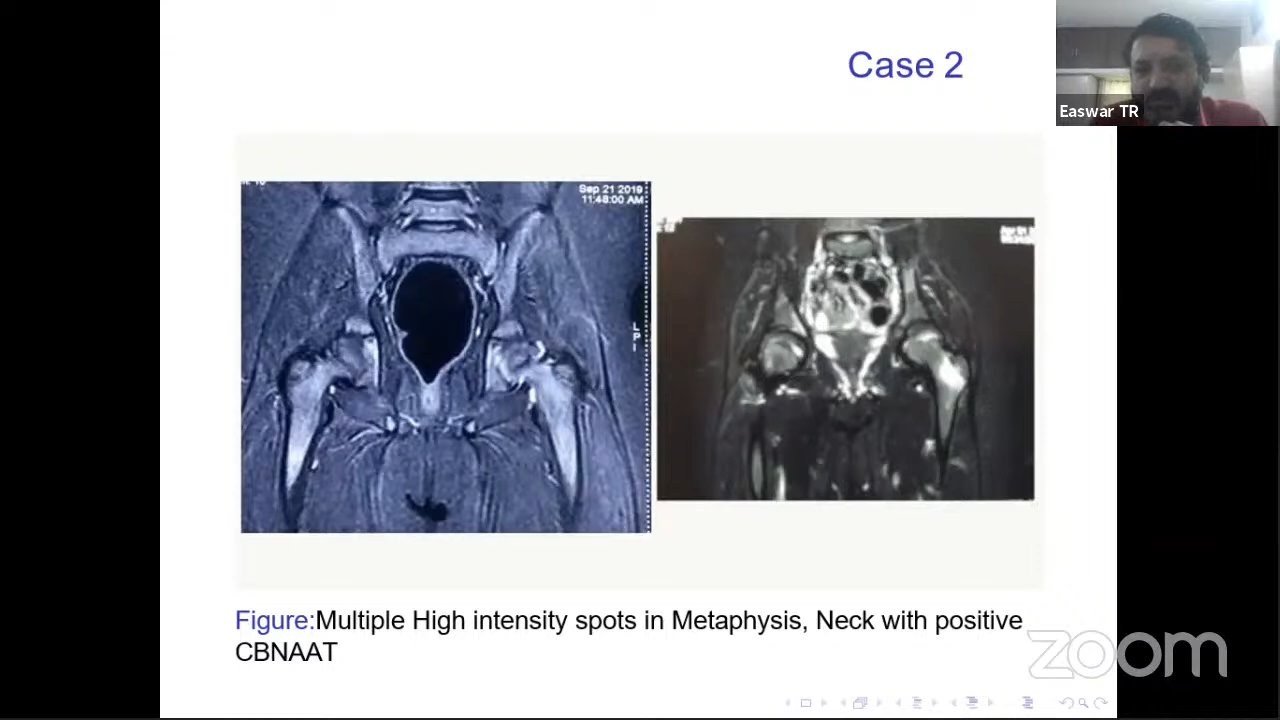 Case 2
Easwar TR
Sep 21 2019
11:48:00 AM
L
P
I
Figure:Multiple High intensity spots in Metaphysis, Neck with positive
CBNAAT
zoom